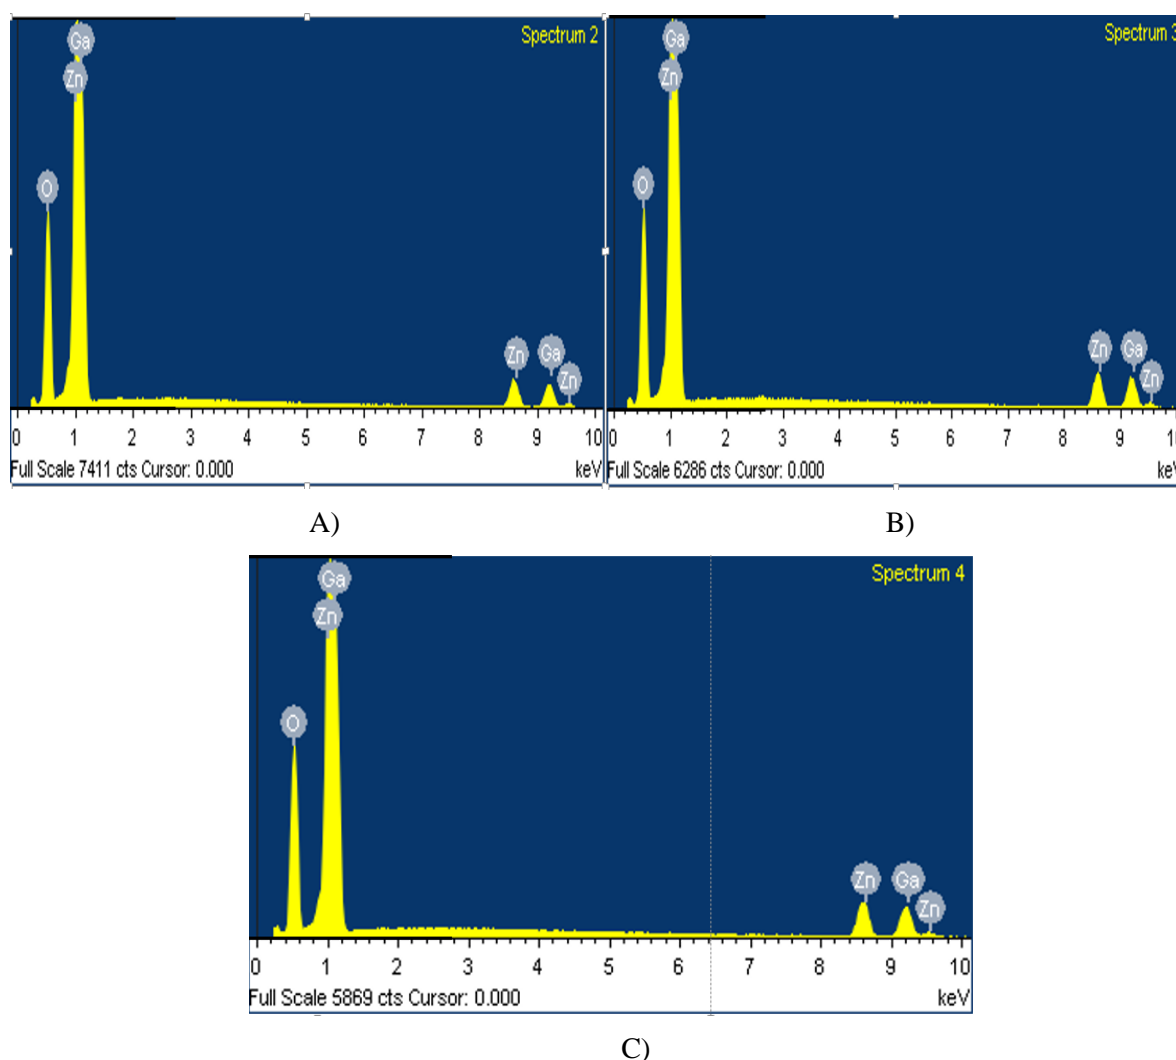 Spectrum 2
Ga
Zn
O
Zn
Ga
Zn
0 1 2 3 4 5 6 7 8 9 10
Full Scale 7411 cts Cursor: 0.000 keV
A)
Spectrum 3
Ga
Zn
O
Zn
Ga
Zn
0 1 2 3 4 5 6 7 8 9 1
Full Scale 6286 cts Cursor: 0.000 keV
B)
Spectrum 4
Ga
Zn
O
Zn
Ga
Zn
0 1 2 3 4 5 6 7 8 9 10
Full Scale 5869 cts Cursor: 0.000 keV
C)